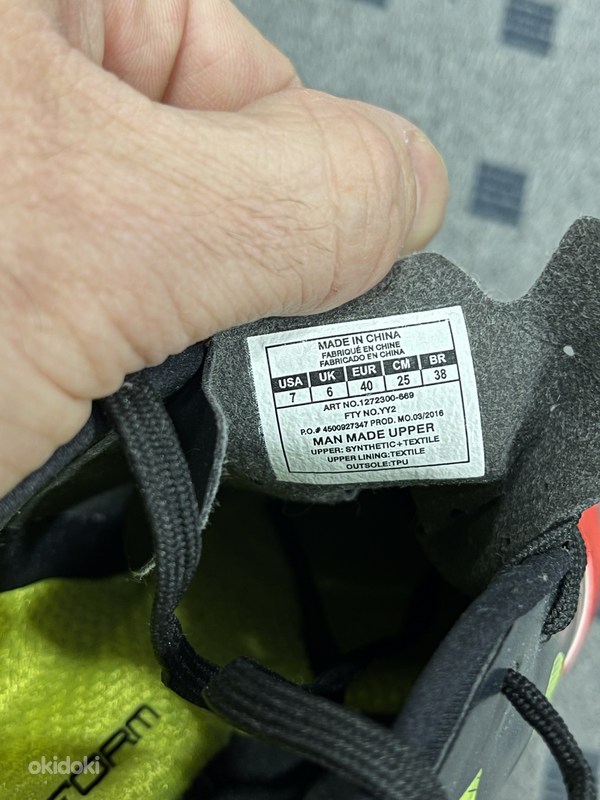 MADE IN CHINA
FABRIQUÉ EN CHINE
FABRICADO EN CHINA
USA UK EUR CM BR
7 6 40 25 38
ART NO.1272300-669
FTY NO.YY2
P.O.# 4500927347 PROD. MO.03/2016
MAN MADE UPPER
UPPER: SYNTHETIC+TEXTILE
UPPER LINING:TEXTILE
OUTSOLE:TPU
FORM
okidoki